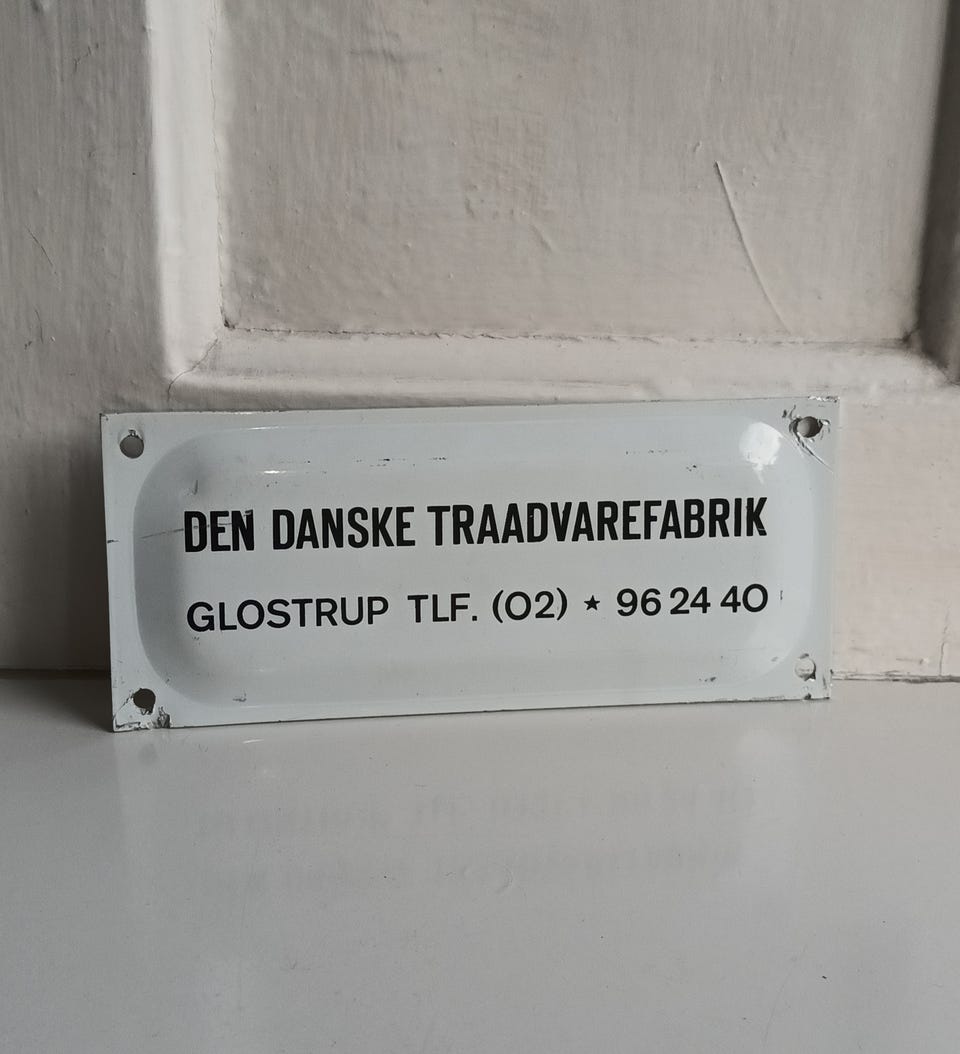 DEN DANSKE TRAADVAREFABRIK
GLOSTRUP TLF. (02) ★ 96 24 40